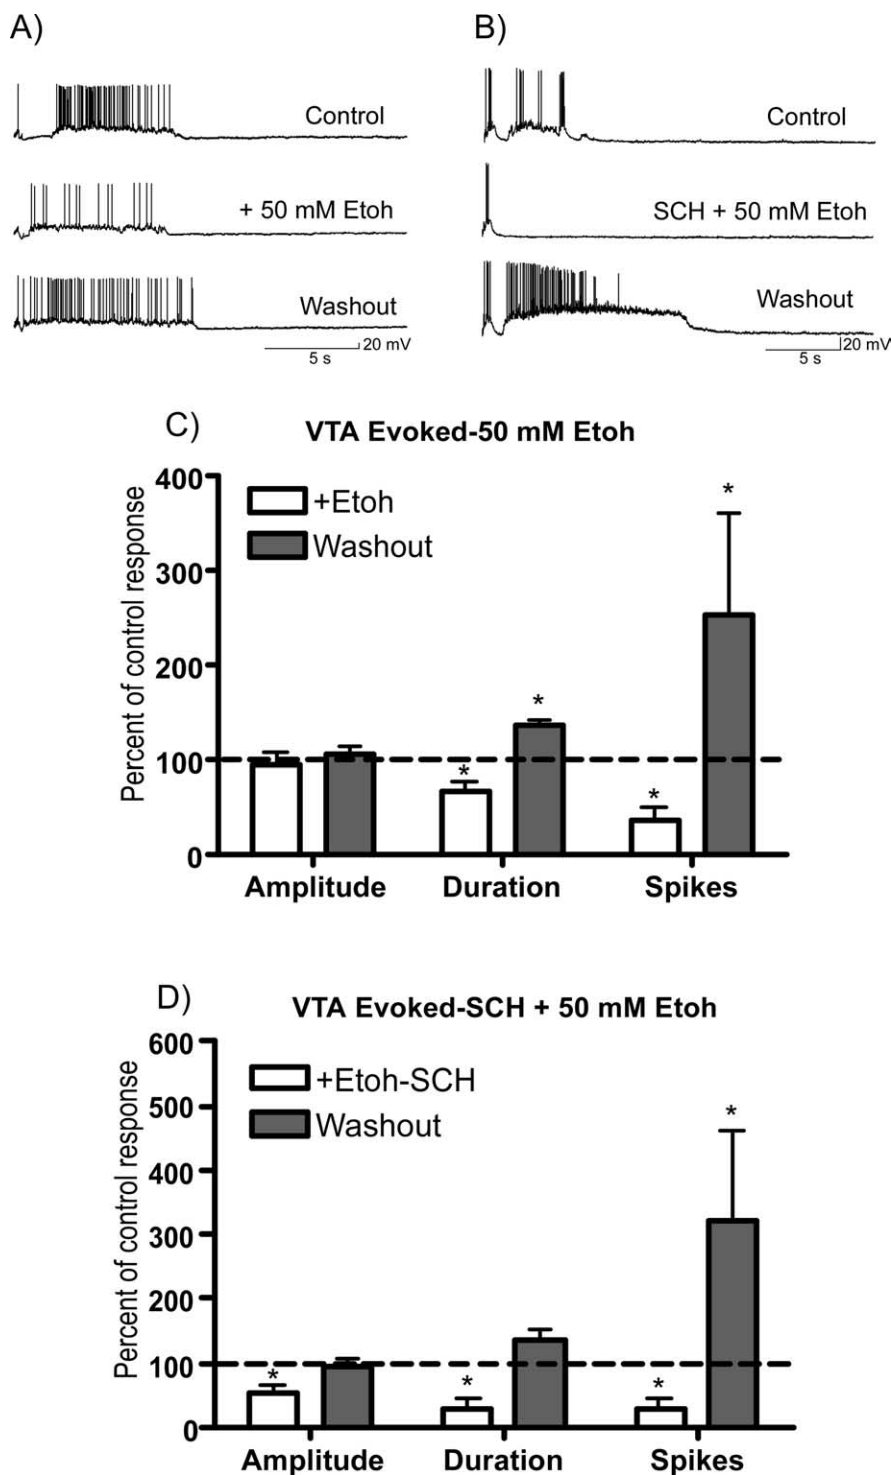 A)
Control
+ 50 mM Etoh
Washout
20 mV
5 s
B)
Control
SCH + 50 mM Etoh
Washout
20 mV
5 s
C)
VTA Evoked-50 mM Etoh
Percent of control response
400
300
200
100
0
+Etoh
Washout
*
*
*
*
Amplitude Duration Spikes
D)
VTA Evoked-SCH + 50 mM Etoh
Percent of control response
600
500
400
300
200
100
0
+Etoh-SCH
Washout
*
*
*
*
Amplitude Duration Spikes